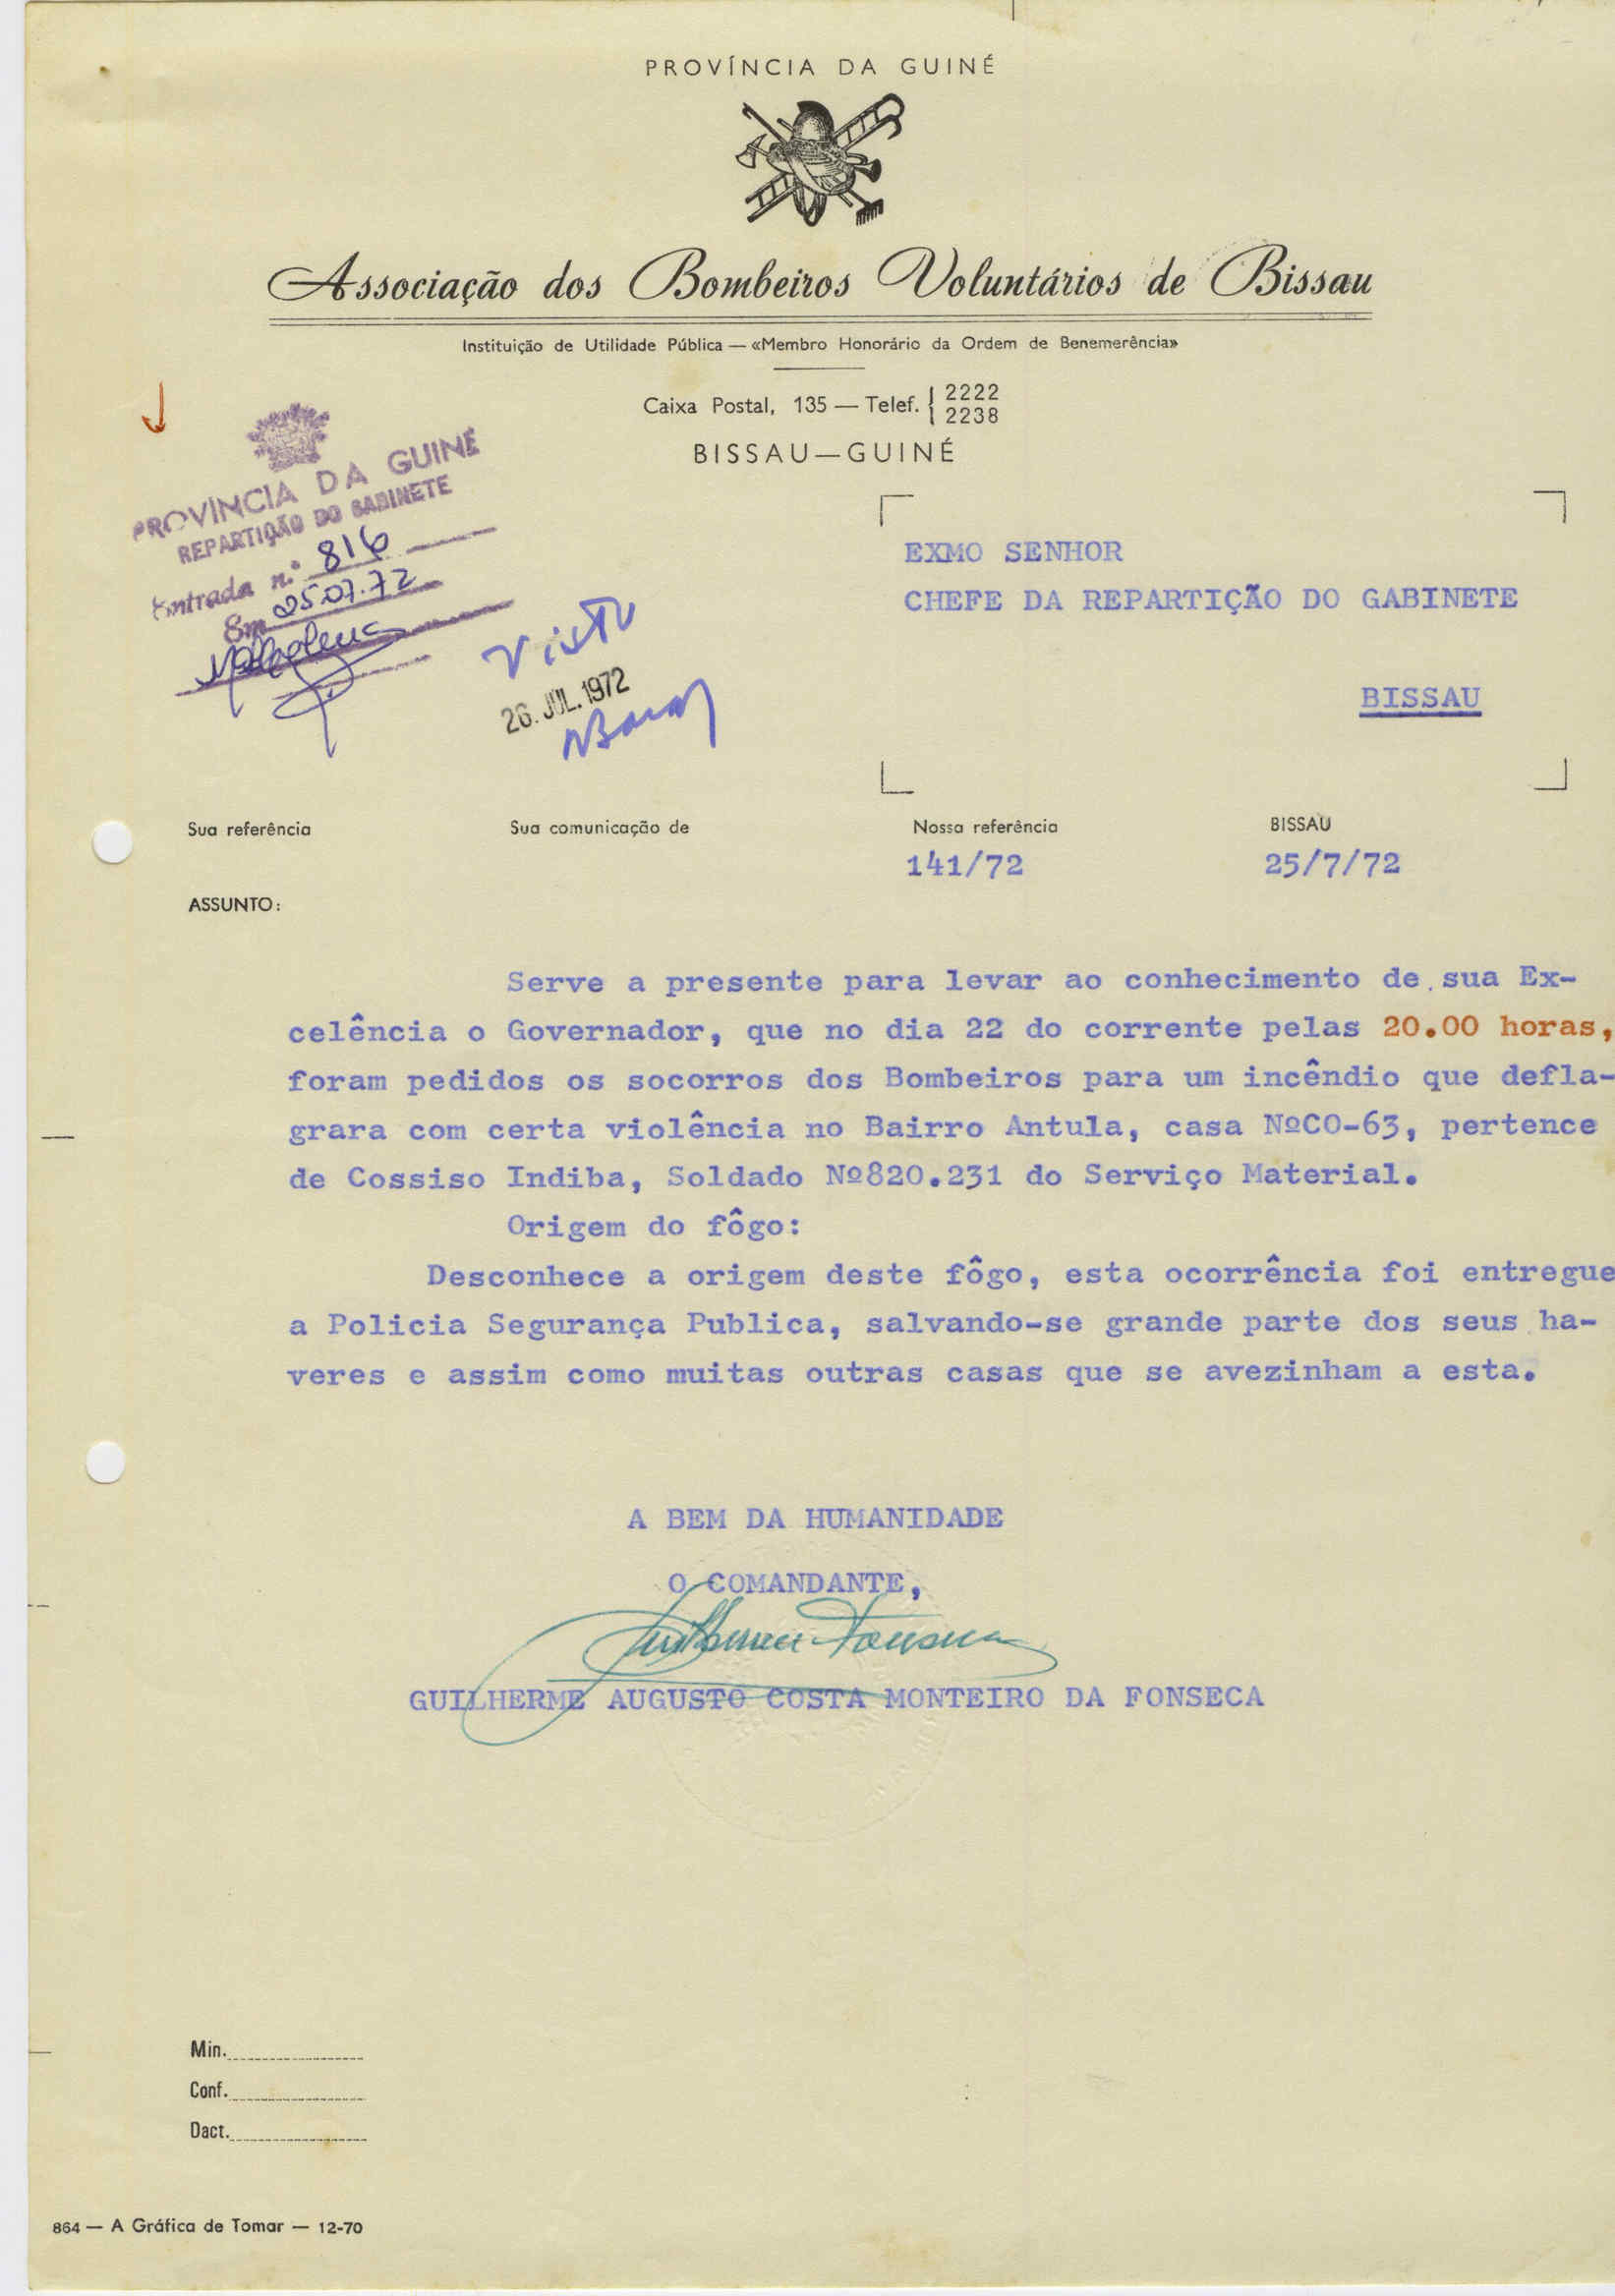 PROVÍNCIA DA GUINÉ
Associação dos Bombeiros Voluntários de Bissau
Instituição de Utilidade Pública — «Membro Honorário da Ordem de Benemerência»
Caixa Postal, 135 — Telef. { 2222
2238
BISSAU—GUINÉ
PROVÍNCIA DA GUINÉ
REPARTIÇÃO DO GABINETE
Entrada n.° 816
Em 25.07.72
Visto
26. JUL. 1972
EXMO SENHOR
CHEFE DA REPARTIÇÃO DO GABINETE
BISSAU
Sua referência Sua comunicação de Nossa referência BISSAU
141/72 25/7/72
ASSUNTO:
Serve a presente para levar ao conhecimento de sua Ex-
celência o Governador, que no dia 22 do corrente pelas 20.00 horas,
foram pedidos os socorros dos Bombeiros para um incêndio que defla-
grara com certa violência no Bairro Antula, casa NºCO-63, pertence
de Cossiso Indiba, Soldado Nº820.231 do Serviço Material.
Origem do fôgo:
Desconhece a origem deste fôgo, esta ocorrência foi entregue
a Policia Segurança Publica, salvando-se grande parte dos seus ha-
veres e assim como muitas outras casas que se avezinham a esta.
A BEM DA HUMANIDADE
O COMANDANTE,
Guilherme Fonseca
GUILHERME AUGUSTO COSTA MONTEIRO DA FONSECA
Min.
Conf.
Dact.
864 — A Gráfica de Tomar — 12-70